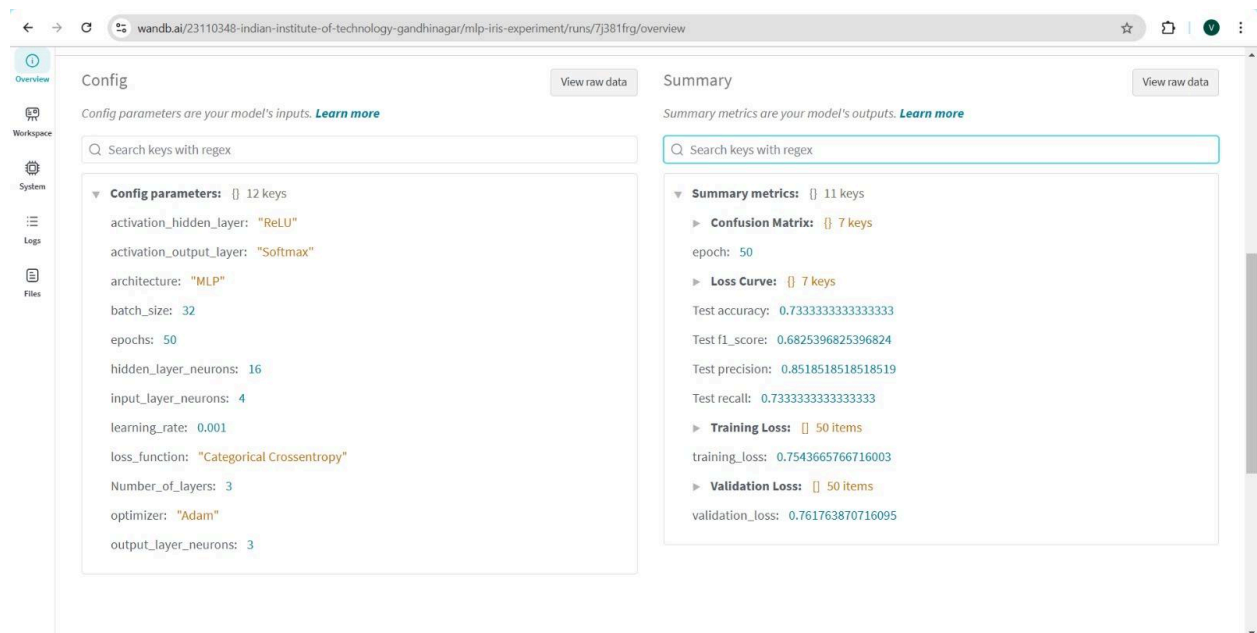 wandb.ai/23110348-indian-institute-of-technology-gandhinagar/mlp-iris-experiment/runs/7j381frg/overview
V
Overview
Workspace
System
Logs
Files
Config
View raw data
Config parameters are your model's inputs. Learn more
Search keys with regex
Config parameters: {} 12 keys
activation_hidden_layer: "ReLU"
activation_output_layer: "Softmax"
architecture: "MLP"
batch_size: 32
epochs: 50
hidden_layer_neurons: 16
input_layer_neurons: 4
learning_rate: 0.001
loss_function: "Categorical Crossentropy"
Number_of_layers: 3
optimizer: "Adam"
output_layer_neurons: 3
Summary
View raw data
Summary metrics are your model's outputs. Learn more
Search keys with regex
Summary metrics: {} 11 keys
Confusion Matrix: {} 7 keys
epoch: 50
Loss Curve: {} 7 keys
Test accuracy: 0.7333333333333333
Test f1_score: 0.6825396825396824
Test precision: 0.8518518518518519
Test recall: 0.7333333333333333
Training Loss: [] 50 items
training_loss: 0.7543665766716003
Validation Loss: [] 50 items
validation_loss: 0.761763870716095